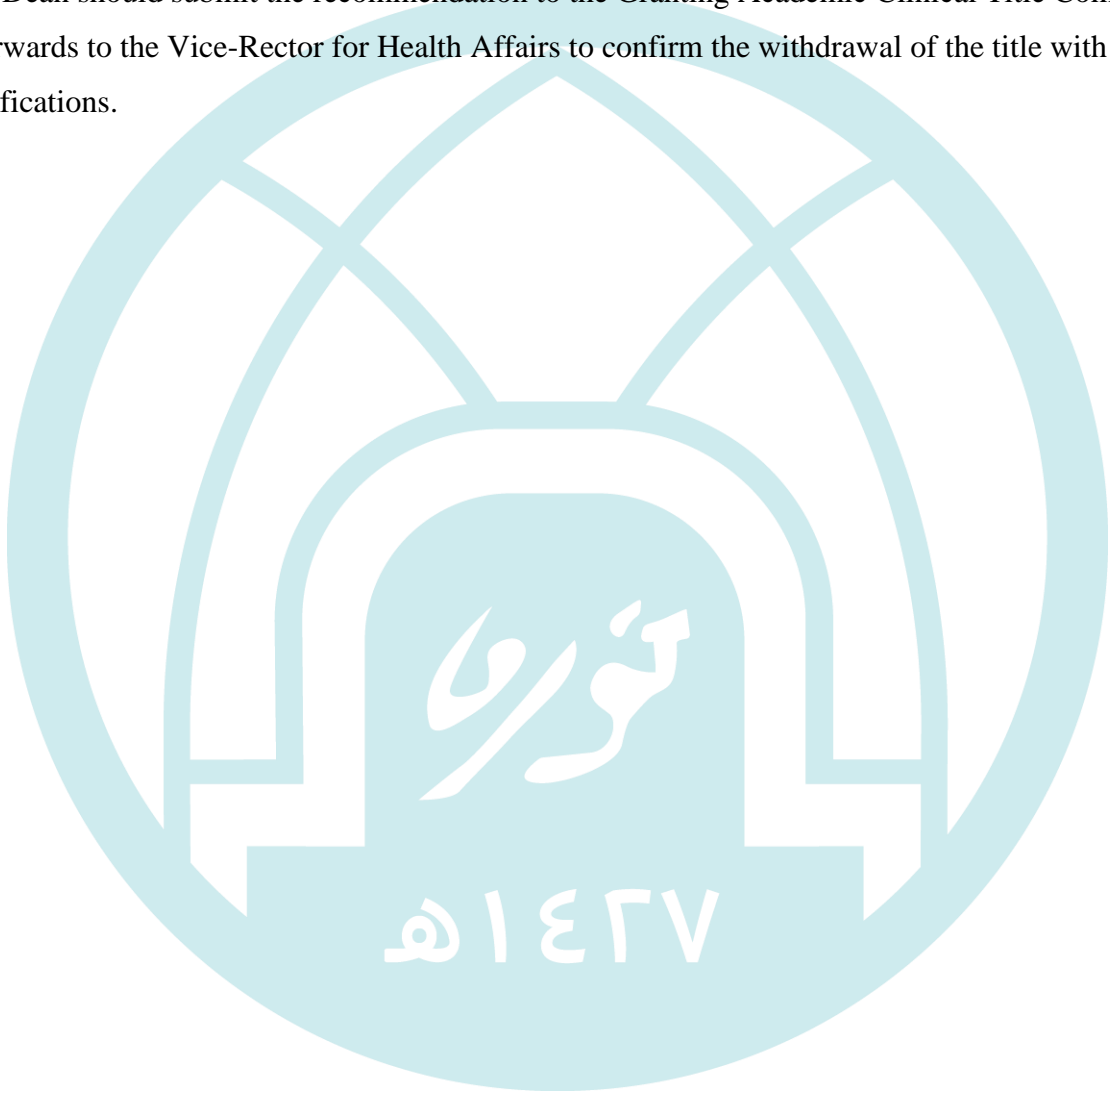 Dean should submit the recommendation to the Granting Academic Clinical Title Com
rwards to the Vice-Rector for Health Affairs to confirm the withdrawal of the title with
fications.
نورة
١٤٢٧هـ